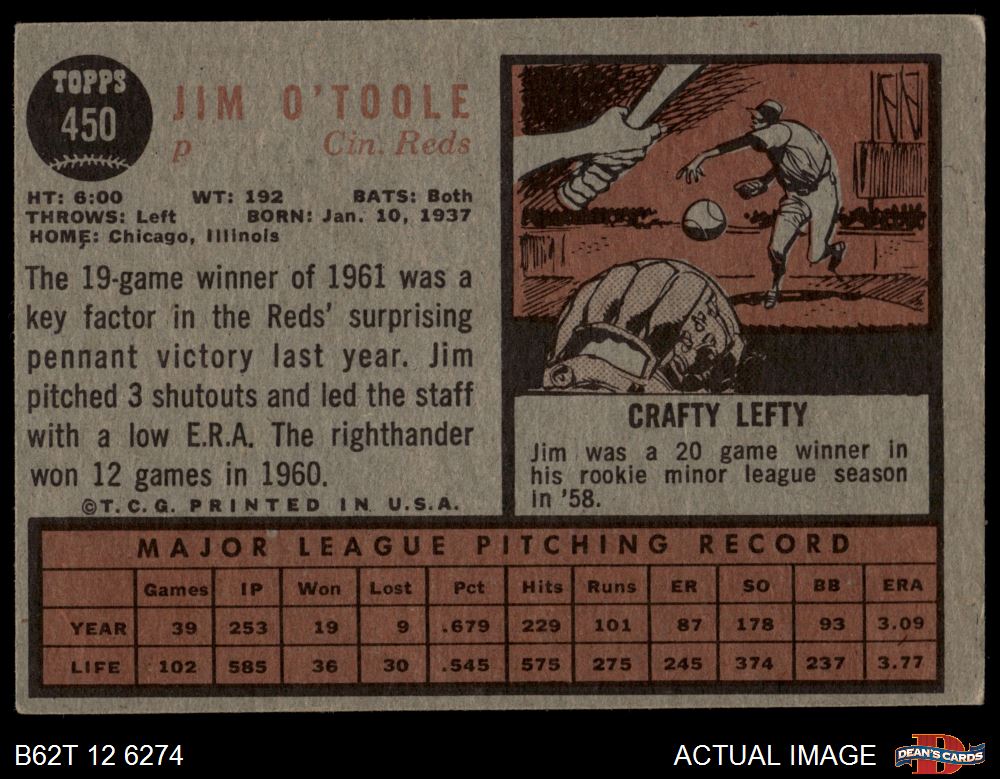 TOPPS
450
JIM O'TOOLE
p Cin. Reds
HT: 6:00 WT: 192 BATS: Both
THROWS: Left BORN: Jan. 10, 1937
HOME: Chicago, Illinois
The 19-game winner of 1961 was a
key factor in the Reds' surprising
pennant victory last year. Jim
pitched 3 shutouts and led the staff
with a low E.R.A. The righthander
won 12 games in 1960.
©T.C.G. PRINTED IN U.S.A.
CRAFTY LEFTY
Jim was a 20 game winner in
his rookie minor league season
in '58.
MAJOR LEAGUE PITCHING RECORD
Games IP Won Lost Pct Hits Runs ER SO BB ERA
YEAR 39 253 19 9 .679 229 101 87 178 93 3.09
LIFE 102 585 36 30 .545 575 275 245 374 237 3.77
B62T 12 6274
ACTUAL IMAGE
DEAN'S CARDS